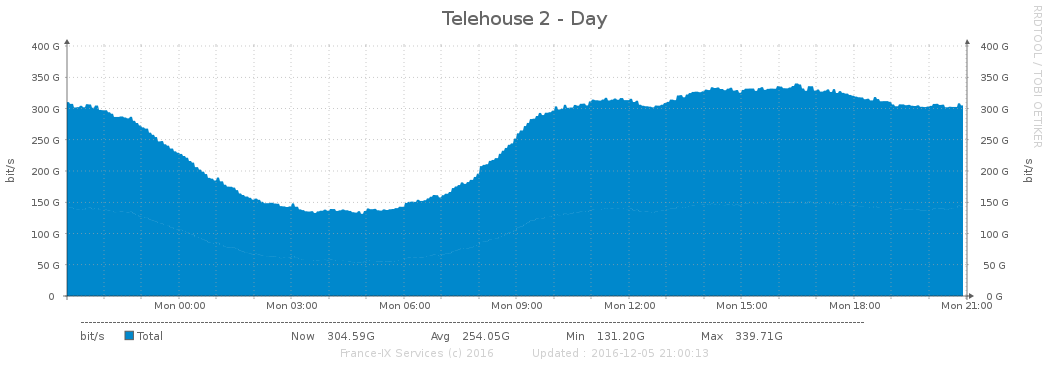 Telehouse 2 - Day
RRDTOOL / TOBI OETIKER
400 G 400 G
350 G 350 G
300 G 300 G
250 G 250 G
200 G 200 G
150 G 150 G
100 G 100 G
50 G 50 G
0 0 G
bit/s bit/s
Mon 00:00 Mon 03:00 Mon 06:00 Mon 09:00 Mon 12:00 Mon 15:00 Mon 18:00 Mon 21:00
bit/s Total Now 304.59G Avg 254.05G Min 131.20G Max 339.71G
France-IX Services (c) 2016 Updated : 2016-12-05 21:00:13